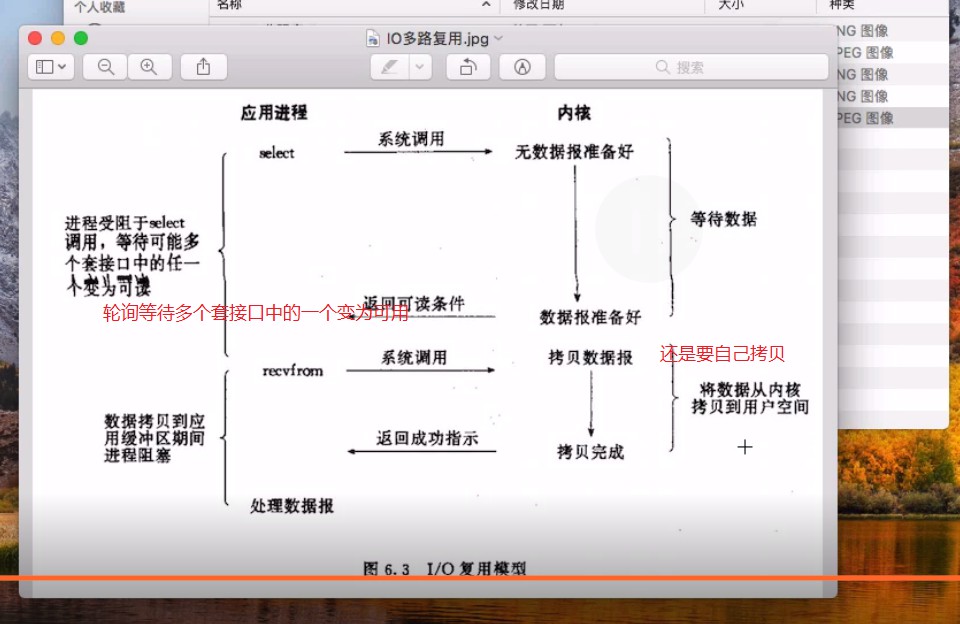 个人收藏
名称
修改日期
大小
种类
IO多路复用.jpg
搜索
NG 图像
PEG 图像
NG 图像
NG 图像
PEG 图像
应用进程
内核
select
系统调用
无数据报准备好
进程受阻于select
调用，等待可能多
个套接口中的任一
个变为可读
等待数据
返回可读条件
轮询等待多个套接口中的一个变为可用
数据报准备好
recvfrom
系统调用
拷贝数据报
还是要自己拷贝
将数据从内核
拷贝到用户空间
数据拷贝到应
用缓冲区期间
进程阻塞
返回成功指示
拷贝完成
处理数据报
图 6.3 I/O 复用模型